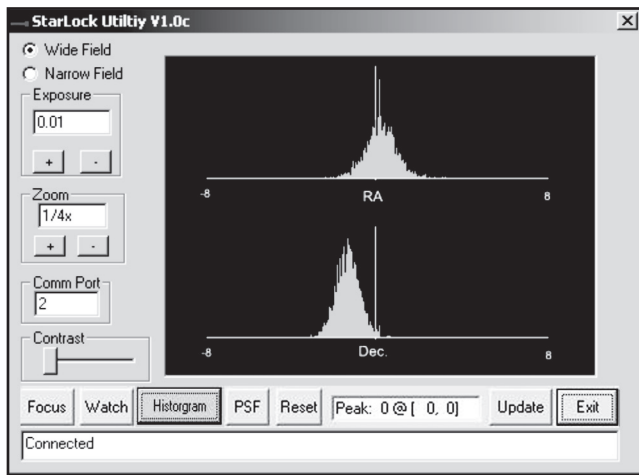 StarLock Utiltiy V1.0c
Wide Field
Narrow Field
Exposure
0.01
+ -
Zoom
1/4x
+ -
Comm Port
2
Contrast
-8 RA 8
-8 Dec. 8
Focus Watch Historgram PSF Reset Peak: 0 @ [ 0, 0] Update Exit
Connected